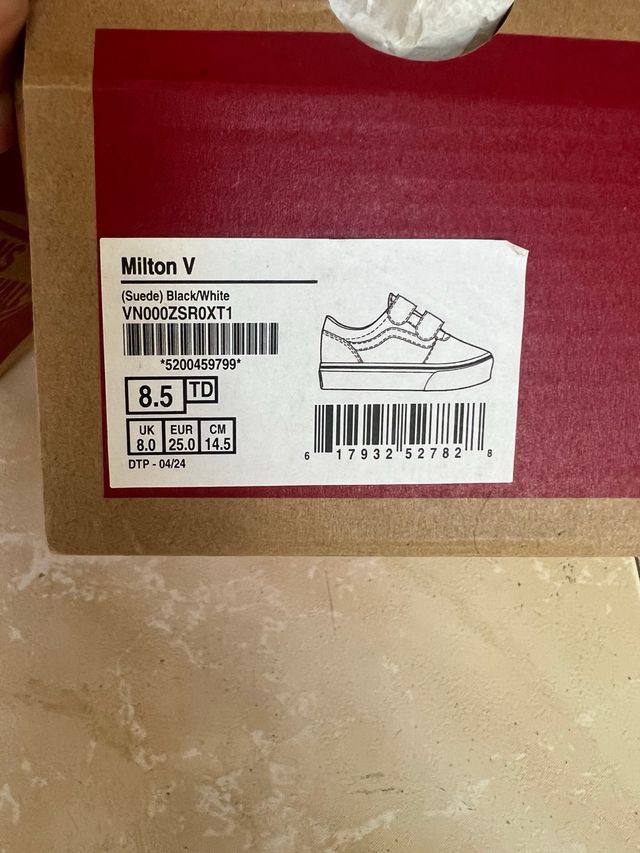 Milton V
(Suede) Black/White
VN000ZSR0XT1
*5200459799*
8.5 TD
UK EUR CM
8.0 25.0 14.5
DTP - 04/24
6 17932 52782 8